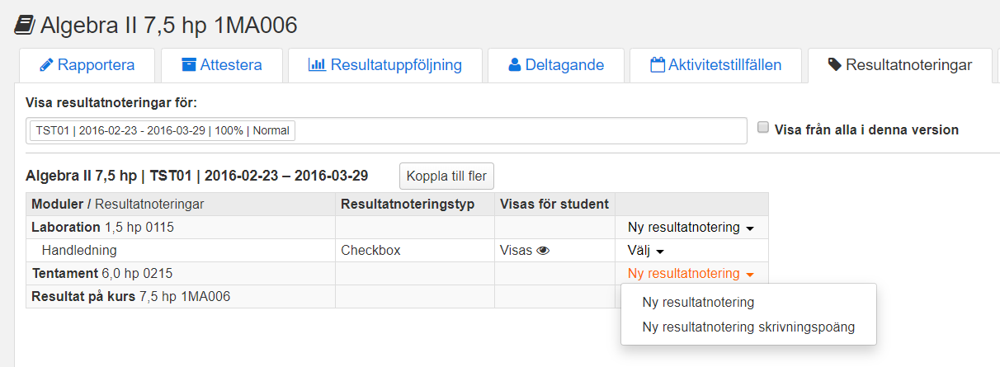 Algebra II 7,5 hp 1MA006
Rapportera Attestera Resultatuppföljning Deltagande Aktivitetstillfällen Resultatnoteringar
Visa resultatnoteringar för:
TST01 | 2016-02-23 - 2016-03-29 | 100% | Normal Visa från alla i denna version
Algebra II 7,5 hp | TST01 | 2016-02-23 – 2016-03-29 Koppla till fler
Moduler / Resultatnoteringar Resultatnoteringstyp Visas för student
Laboration 1,5 hp 0115 Ny resultatnotering
Handledning Checkbox Visas Välj
Tentament 6,0 hp 0215 Ny resultatnotering
Resultat på kurs 7,5 hp 1MA006
Ny resultatnotering
Ny resultatnotering skrivningspoäng